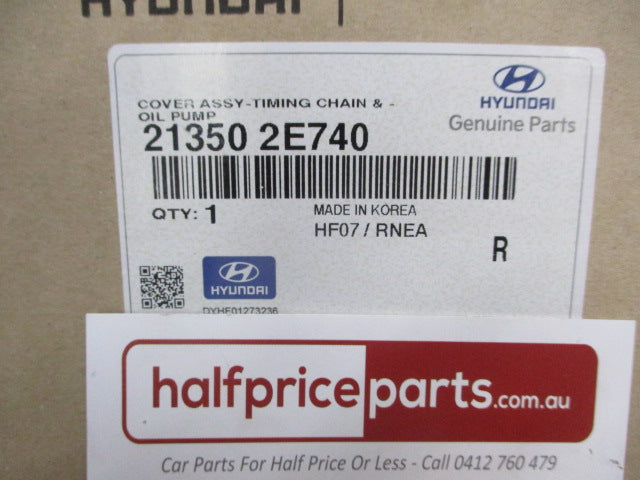 HYUNDAI
COVER ASSY-TIMING CHAIN & -
OIL PUMP
21350 2E740
HYUNDAI
Genuine Parts
QTY: 1
MADE IN KOREA
HF07 / RNEA
R
HYUNDAI
DYHE01273236
halfpriceparts.com.au
Car Parts For Half Price Or Less - Call 0412 760 479